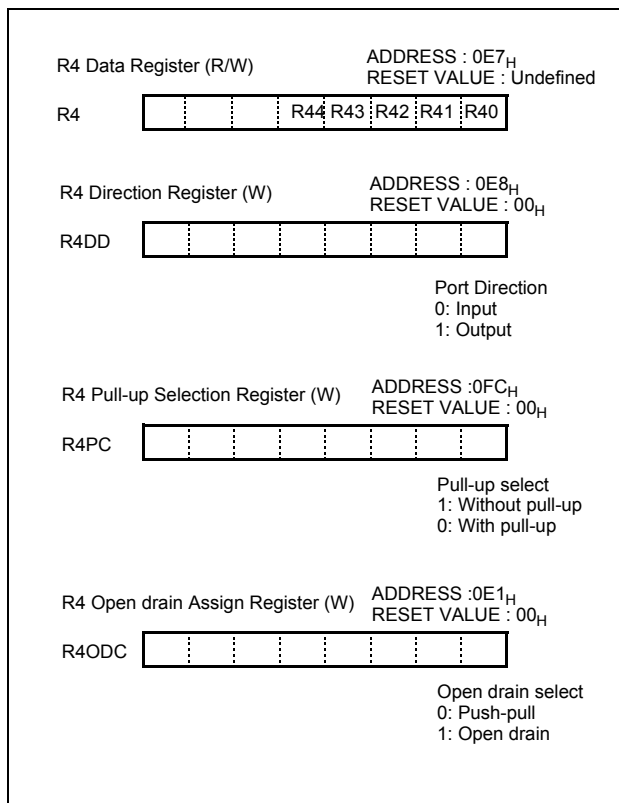 R4 Data Register (R/W)
ADDRESS : 0E7H
RESET VALUE : Undefined
R4
R44 R43 R42 R41 R40
R4 Direction Register (W)
ADDRESS : 0E8H
RESET VALUE : 00H
R4DD
Port Direction
0: Input
1: Output
R4 Pull-up Selection Register (W)
ADDRESS :0FCH
RESET VALUE : 00H
R4PC
Pull-up select
1: Without pull-up
0: With pull-up
R4 Open drain Assign Register (W)
ADDRESS :0E1H
RESET VALUE : 00H
R4ODC
Open drain select
0: Push-pull
1: Open drain